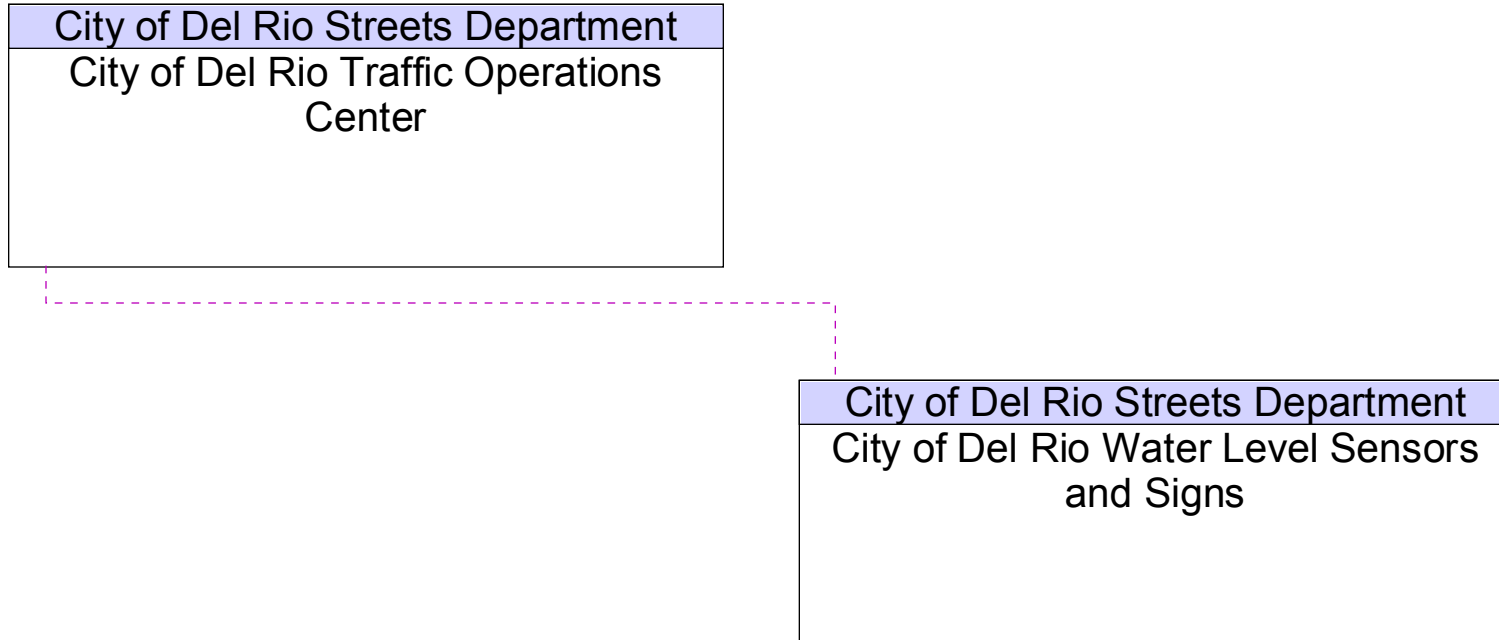 City of Del Rio Streets Department
City of Del Rio Traffic Operations
Center
City of Del Rio Streets Department
City of Del Rio Water Level Sensors
and Signs